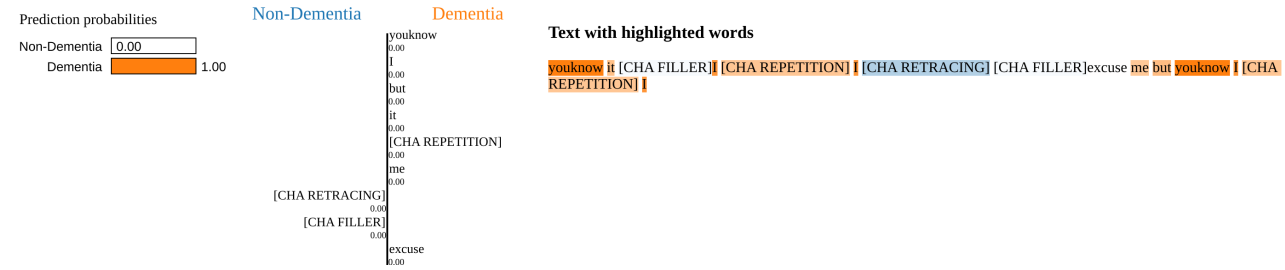 Prediction probabilities
Non-Dementia 0.00
Dementia 1.00
Non-Dementia Dementia
youknow
0.00
I
0.00
but
0.00
it
0.00
[CHA REPETITION]
0.00
me
0.00
[CHA RETRACING]
0.00
[CHA FILLER]
0.00
excuse
0.00
Text with highlighted words
youknow it [CHA FILLER]I [CHA REPETITION] I [CHA RETRACING] [CHA FILLER]excuse me but youknow I [CHA
REPETITION] I